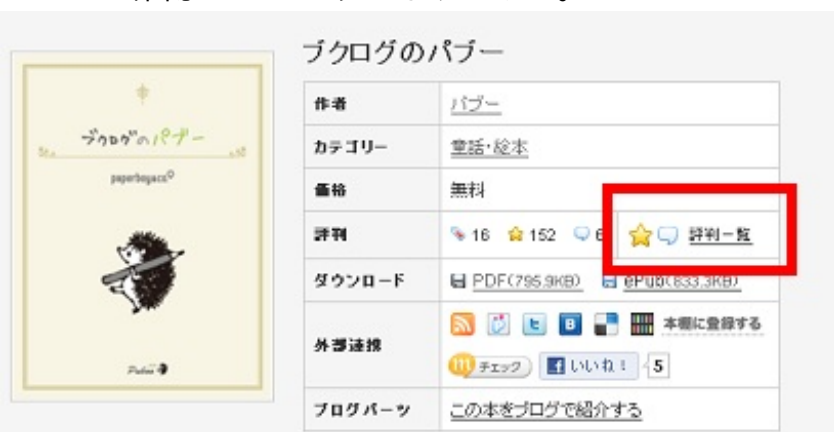 ブクログのパブー
ブクログのパブー
paperboy&co.
Puboo
作者 パブー
カテゴリー 童話・絵本
価格 無料
評判 16 152 6 評判一覧
ダウンロード PDF(795.9KB) ePub(833.3KB)
外部連携 B 本棚に登録する
m チェック f いいね! 5
ブログパーツ この本をブログで紹介する